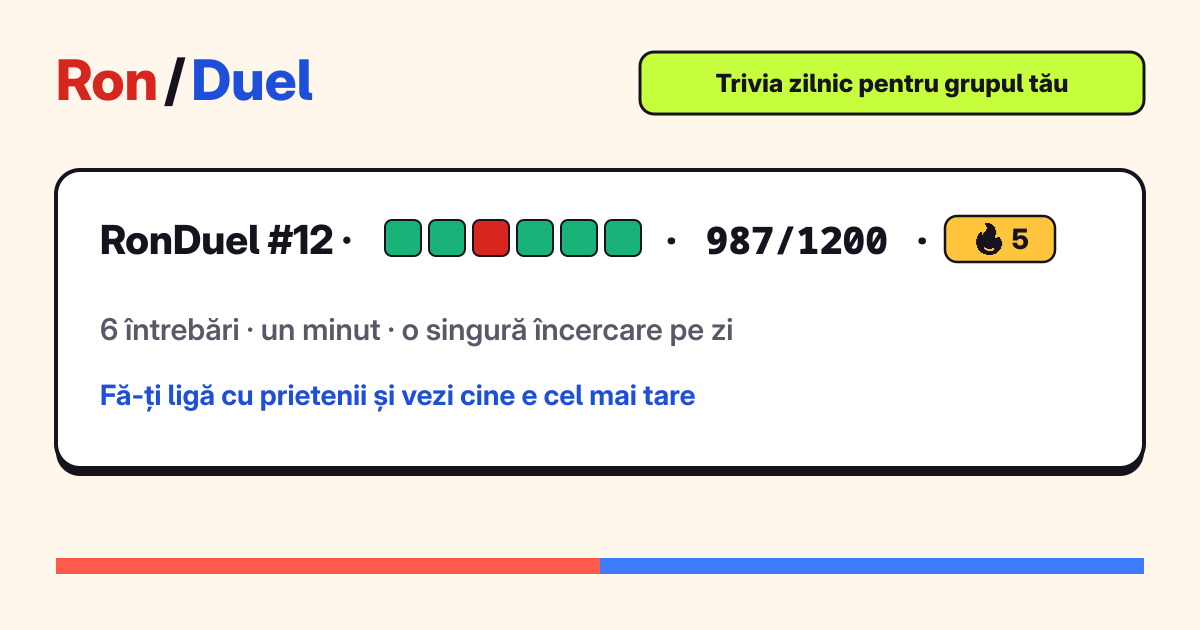 Ron/Duel
Trivia zilnic pentru grupul tău
RonDuel #12 · · 987/1200 · 5
6 întrebări · un minut · o singură încercare pe zi
Fă-ți ligă cu prietenii și vezi cine e cel mai tare